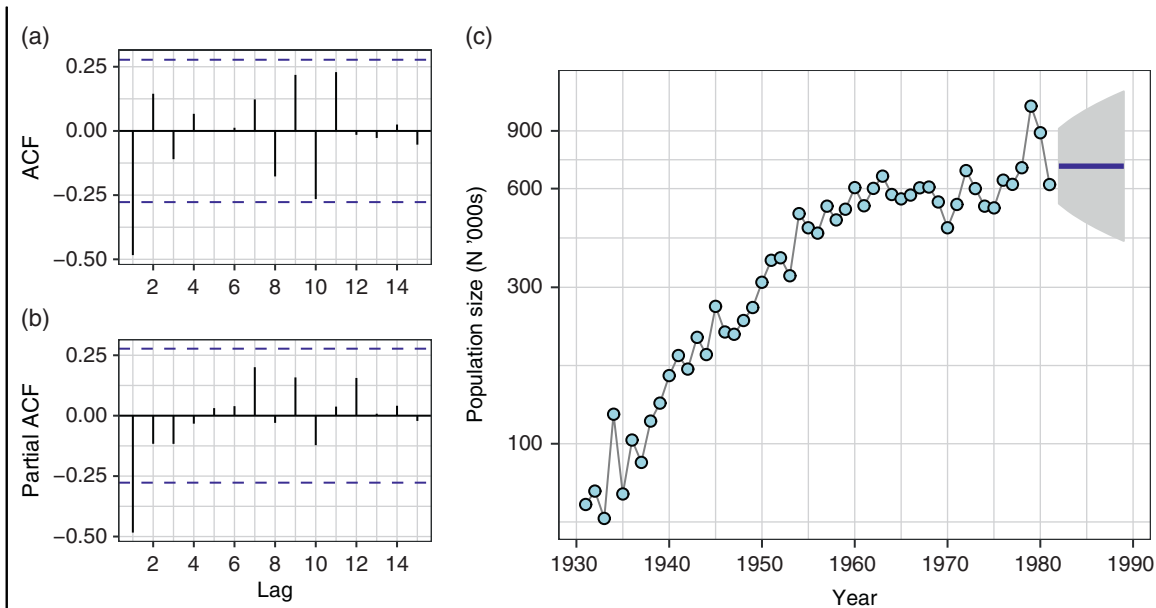 (a)
0.25
0.00
−0.25
−0.50
ACF
2 4 6 8 10 12 14
(b)
0.25
0.00
−0.25
−0.50
Partial ACF
2 4 6 8 10 12 14
Lag
(c)
900
600
300
100
Population size (N '000s)
1930 1940 1950 1960 1970 1980 1990
Year